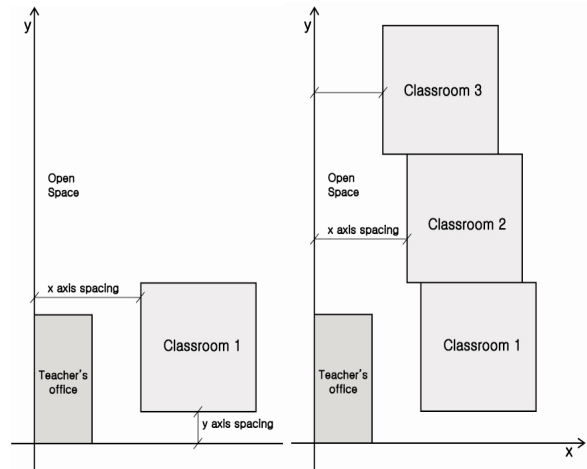 y
Open
Space
x axis spacing
Classroom 1
Teacher's
office
y axis spacing
y
Classroom 3
Open
Space
Classroom 2
x axis spacing
Classroom 1
Teacher's
office
x